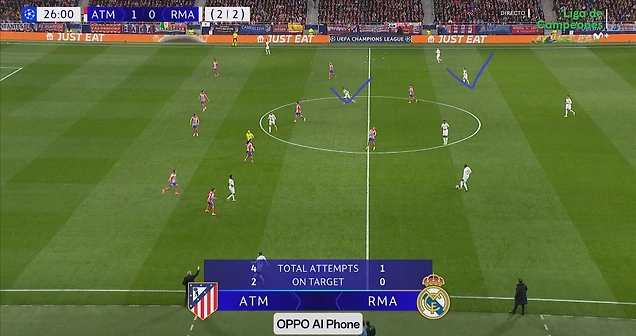 26:00 ATM 1 0 RMA (2|2)
DIRECTO
Liga de
Campeones
JUST EAT
UEFA CHAMPIONS LEAGUE
JUST EAT
JUST EAT
4 TOTAL ATTEMPTS 1
2 ON TARGET 0
ATM RMA
OPPO AI Phone